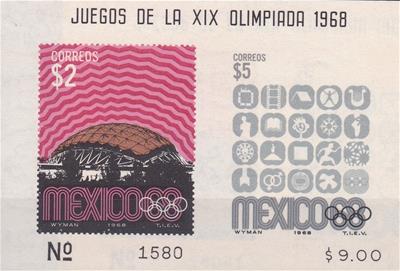 JUEGOS DE LA XIX OLIMPIADA 1968
CORREOS
$2
MEXICO68
WYMAN 1968 T.I.E.V.
CORREOS
$5
MEXICO68
WYMAN 1968 T.I.E.V.
Nº 1580
$9.00